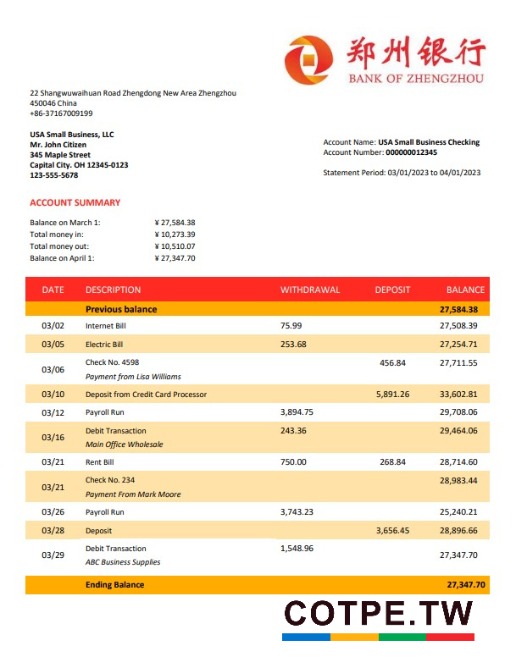 郑州银行
BANK OF ZHENGZHOU
22 Shangwuwaihuan Road Zhengdong New Area Zhengzhou
450046 China
+86-37167009199
USA Small Business, LLC
Mr. John Citizen
345 Maple Street
Capital City. OH 12345-0123
123-555-5678
Account Name: USA Small Business Checking
Account Number: 000000012345
Statement Period: 03/01/2023 to 04/01/2023
ACCOUNT SUMMARY
Balance on March 1: ¥ 27,584.38
Total money in: ¥ 10,273.39
Total money out: ¥ 10,510.07
Balance on April 1: ¥ 27,347.70
DATE DESCRIPTION WITHDRAWAL DEPOSIT BALANCE
Previous balance 27,584.38
03/02 Internet Bill 75.99 27,508.39
03/05 Electric Bill 253.68 27,254.71
03/06 Check No. 4598 456.84 27,711.55
Payment from Lisa Williams
03/10 Deposit from Credit Card Processor 5,891.26 33,602.81
03/12 Payroll Run 3,894.75 29,708.06
03/16 Debit Transaction 243.36 29,464.06
Main Office Wholesale
03/21 Rent Bill 750.00 268.84 28,714.60
03/21 Check No. 234 28,983.44
Payment From Mark Moore
03/26 Payroll Run 3,743.23 25,240.21
03/28 Deposit 3,656.45 28,896.66
03/29 Debit Transaction 1,548.96 27,347.70
ABC Business Supplies
Ending Balance 27,347.70
COTPE.TW